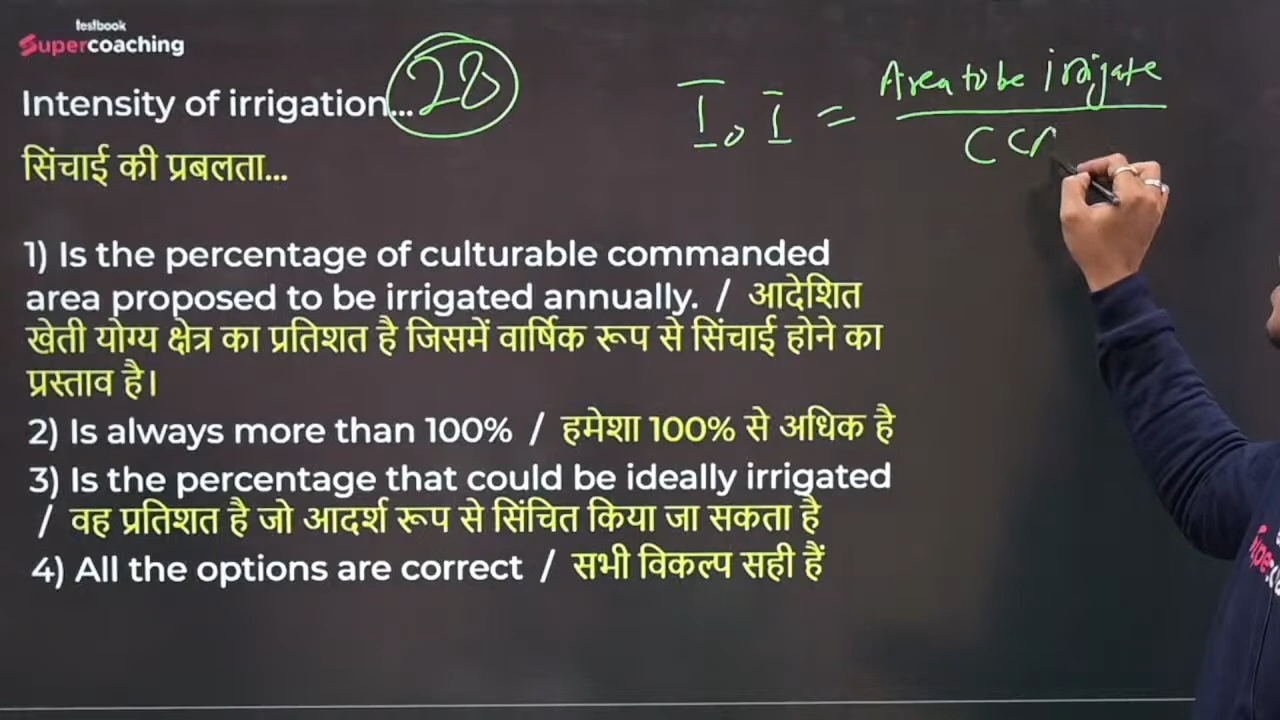 testbook
Supercoaching
Intensity of irrigation... 28
I o I = Area to be irrigate
CCA
सिंचाई की प्रबलता...
1) Is the percentage of culturable commanded
area proposed to be irrigated annually. / आदेशित
खेती योग्य क्षेत्र का प्रतिशत है जिसमें वार्षिक रूप से सिंचाई होने का
प्रस्ताव है।
2) Is always more than 100% / हमेशा 100% से अधिक है
3) Is the percentage that could be ideally irrigated
/ वह प्रतिशत है जो आदर्श रूप से सिंचित किया जा सकता है
4) All the options are correct / सभी विकल्प सही हैं